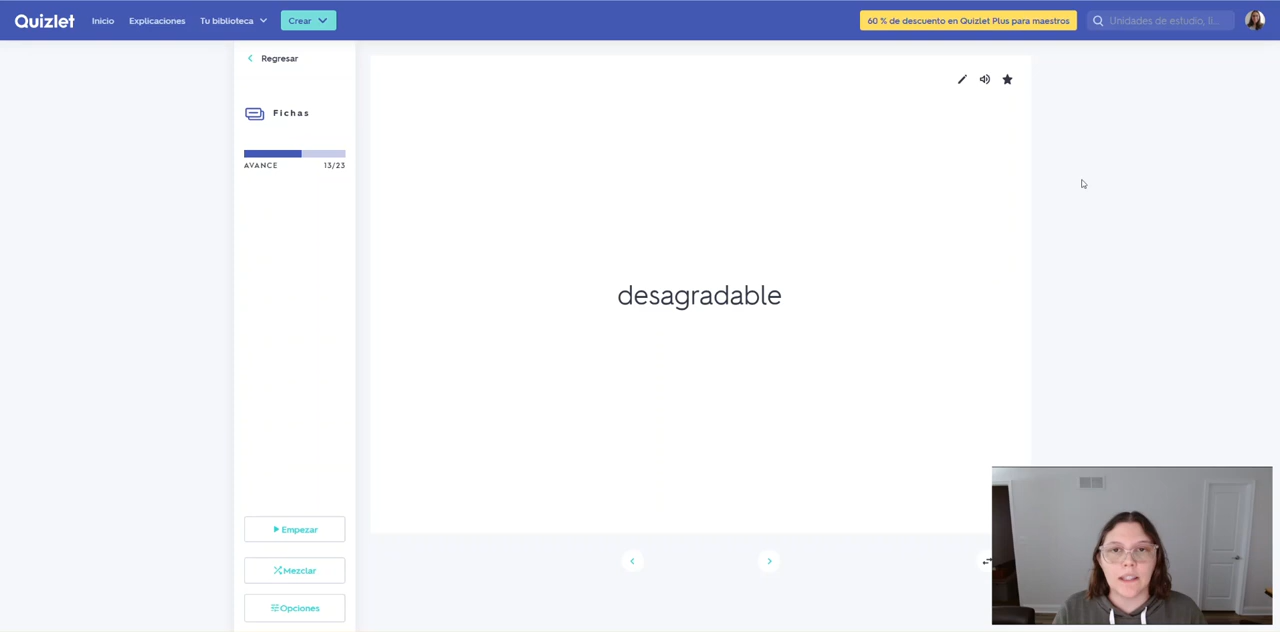 Quizlet
Inicio
Explicaciones
Tu biblioteca
Crear
60 % de descuento en Quizlet Plus para maestros
Unidades de estudio, li...
Regresar
Fichas
AVANCE 13/23
desagradable
Empezar
Mezclar
Opciones